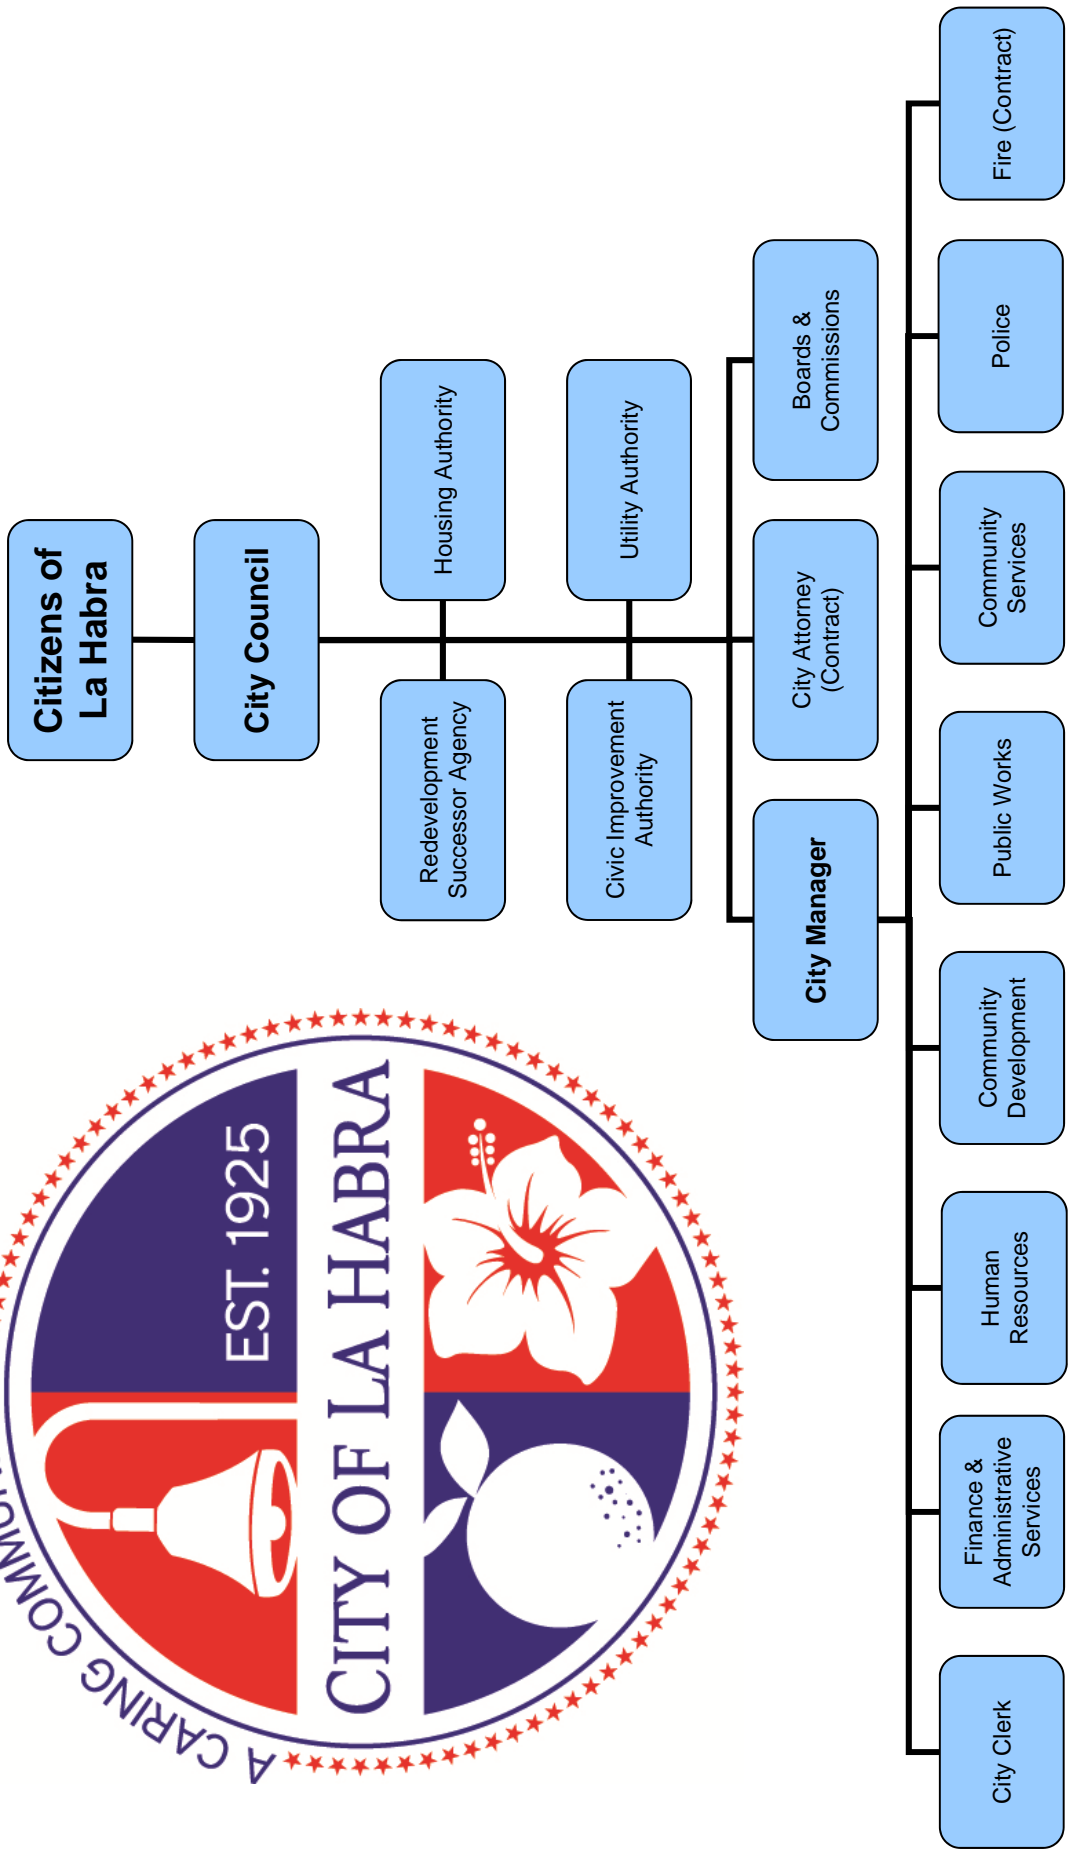 Citizens of
La Habra
City Council
Redevelopment
Successor Agency
Housing Authority
Civic Improvement
Authority
Utility Authority
City Manager
City Attorney
(Contract)
Boards &
Commissions
City Clerk
Finance &
Administrative
Services
Human
Resources
Community
Development
Public Works
Community
Services
Police
Fire (Contract)
A CARING
EST. 1925
CITY OF LA HABRA